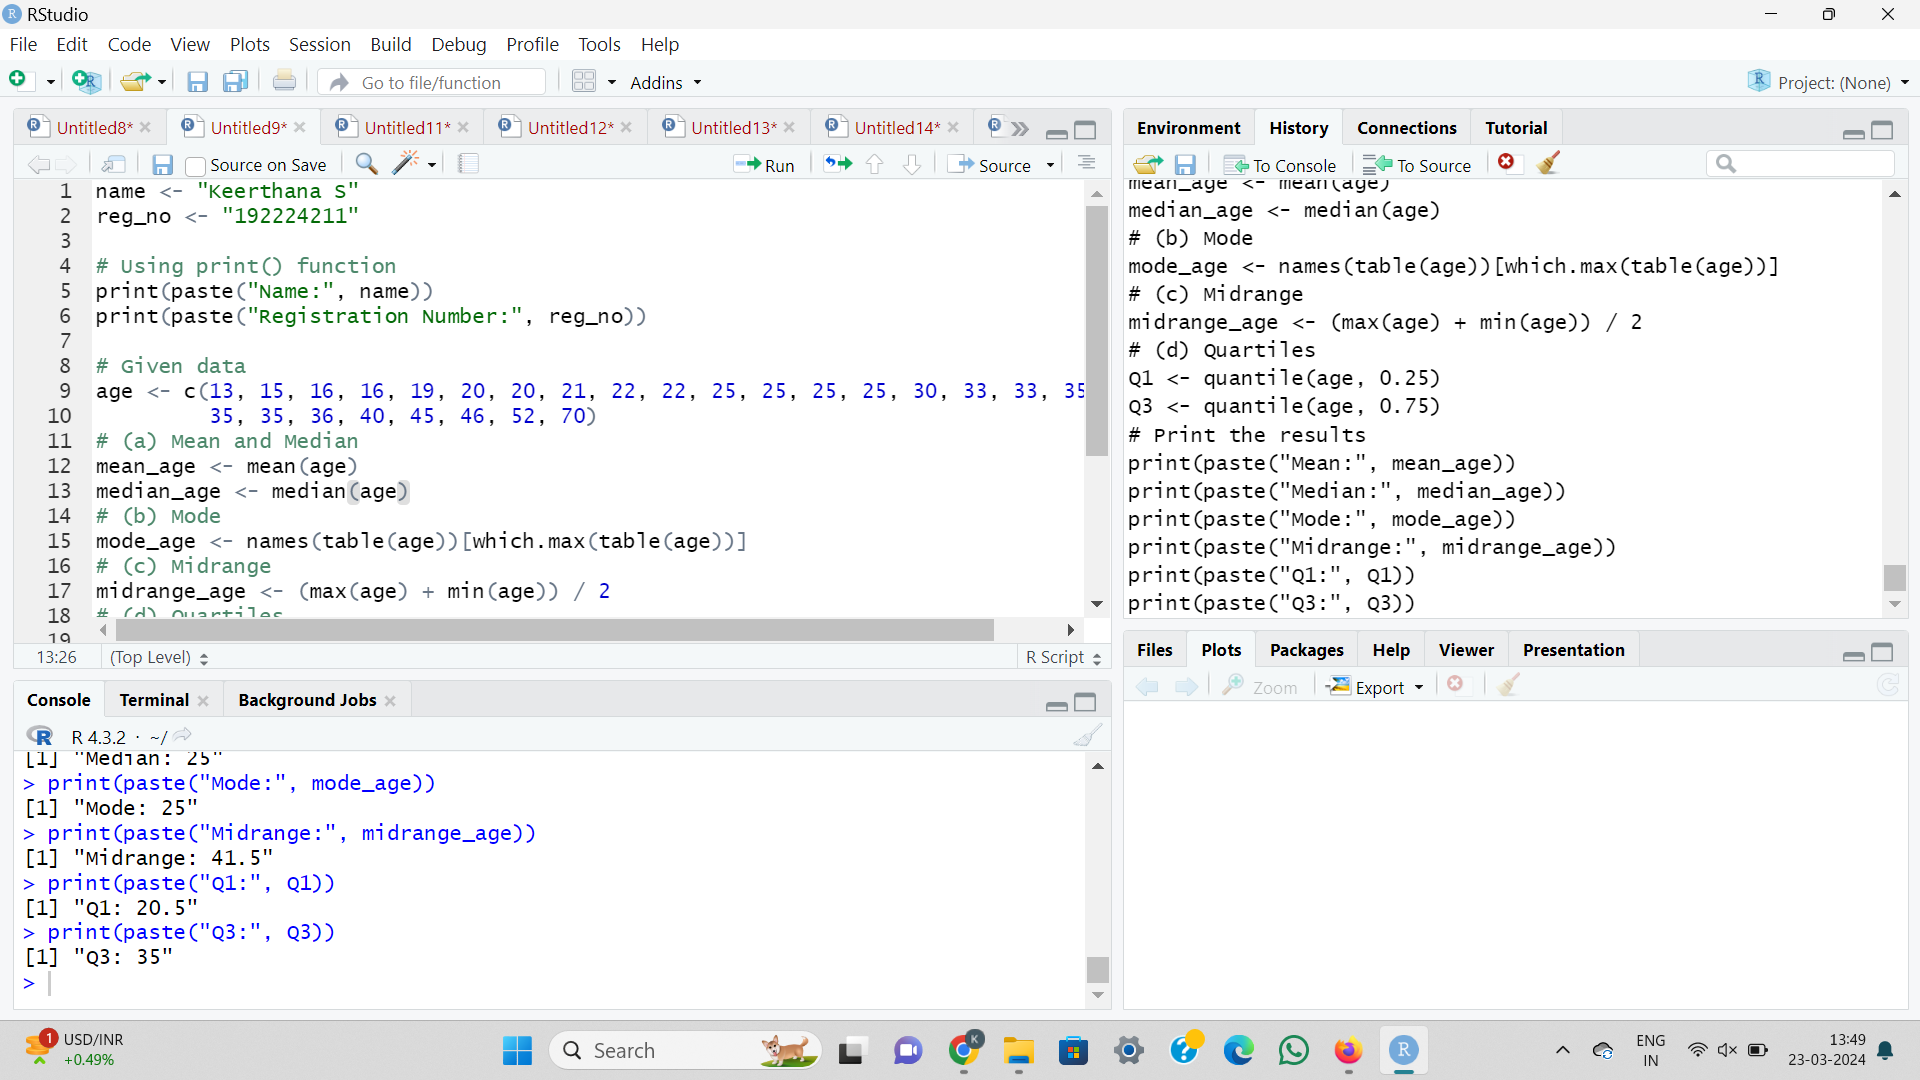 RStudio
File Edit Code View Plots Session Build Debug Profile Tools Help
Go to file/function Addins Project: (None)
Untitled8* Untitled9* Untitled11* Untitled12* Untitled13* Untitled14*
Source on Save Run Source
1 name <- "Keerthana S"
2 reg_no <- "192224211"
3
4 # Using print() function
5 print(paste("Name:", name))
6 print(paste("Registration Number:", reg_no))
7
8 # Given data
9 age <- c(13, 15, 16, 16, 19, 20, 20, 21, 22, 22, 25, 25, 25, 25, 30, 33, 33, 35
10 35, 35, 36, 40, 45, 46, 52, 70)
11 # (a) Mean and Median
12 mean_age <- mean(age)
13 median_age <- median(age)
14 # (b) Mode
15 mode_age <- names(table(age))[which.max(table(age))]
16 # (c) Midrange
17 midrange_age <- (max(age) + min(age)) / 2
18 # (d) Quartiles
19
13:26 (Top Level) R Script
Console Terminal Background Jobs
R 4.3.2 · ~/
[1] "Median: 25"
> print(paste("Mode:", mode_age))
[1] "Mode: 25"
> print(paste("Midrange:", midrange_age))
[1] "Midrange: 41.5"
> print(paste("Q1:", Q1))
[1] "Q1: 20.5"
> print(paste("Q3:", Q3))
[1] "Q3: 35"
>
Environment History Connections Tutorial
To Console To Source
mean_age <- mean(age)
median_age <- median(age)
# (b) Mode
mode_age <- names(table(age))[which.max(table(age))]
# (c) Midrange
midrange_age <- (max(age) + min(age)) / 2
# (d) Quartiles
Q1 <- quantile(age, 0.25)
Q3 <- quantile(age, 0.75)
# Print the results
print(paste("Mean:", mean_age))
print(paste("Median:", median_age))
print(paste("Mode:", mode_age))
print(paste("Midrange:", midrange_age))
print(paste("Q1:", Q1))
print(paste("Q3:", Q3))
Files Plots Packages Help Viewer Presentation
Zoom Export
1 USD/INR
+0.49%
Search
K
R
ENG
IN
13:49
23-03-2024